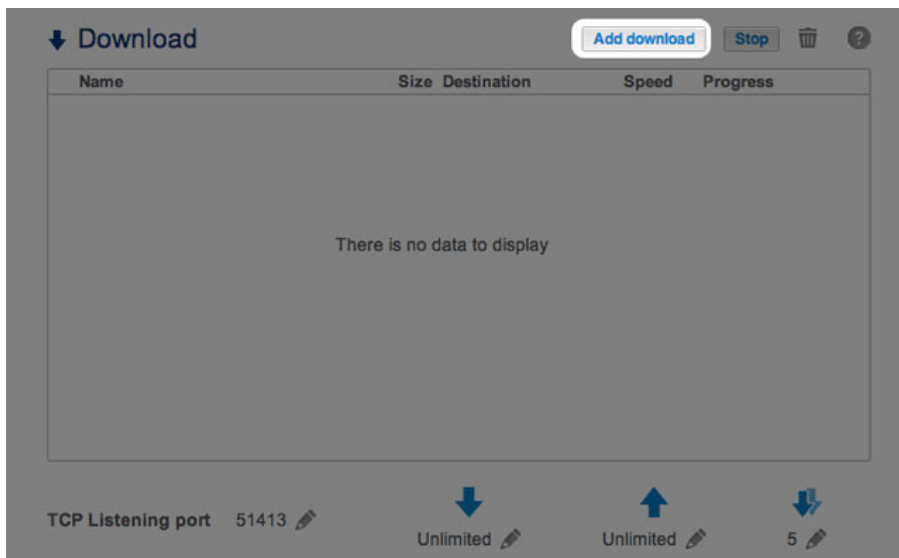 Download
Add download
Stop
?
Name Size Destination Speed Progress
There is no data to display
TCP Listening port 51413
Unlimited
Unlimited
5